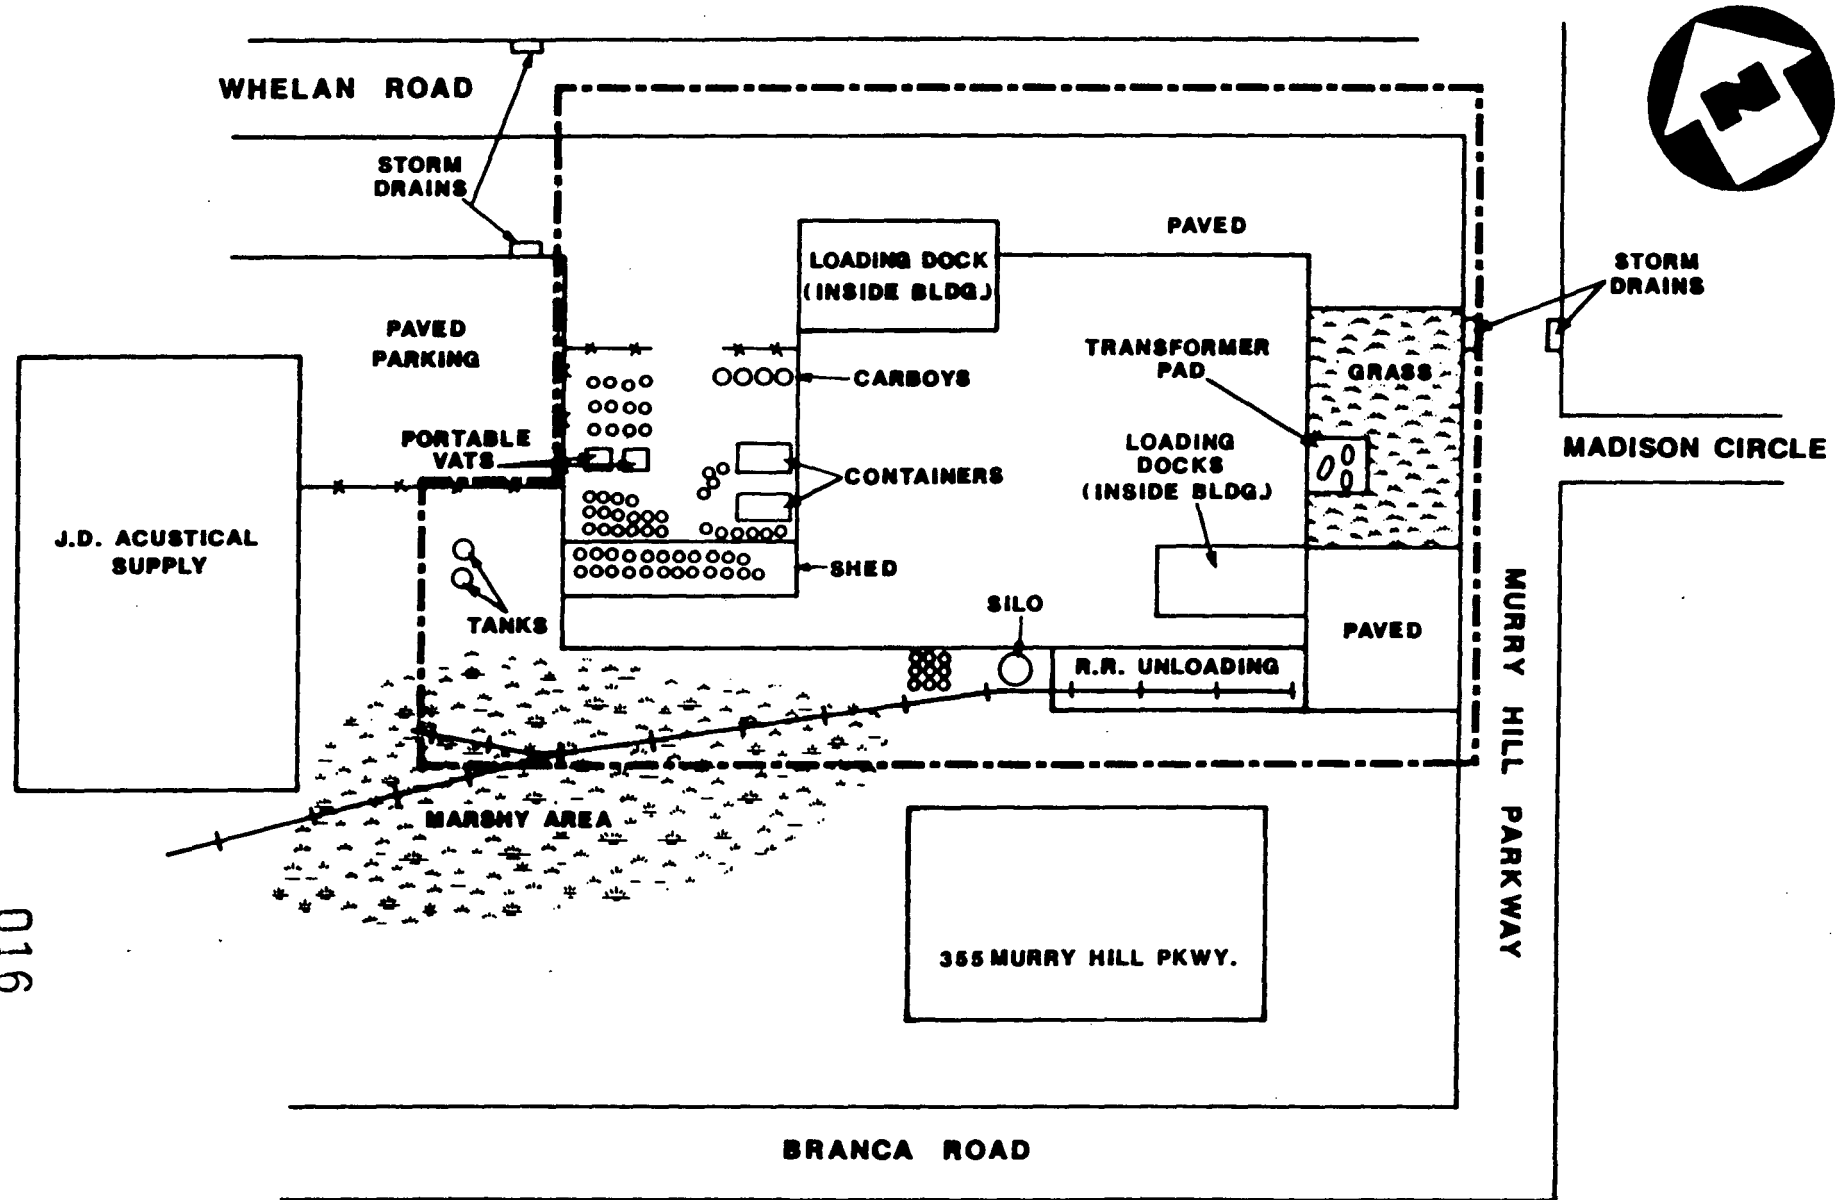 WHELAN ROAD
N
STORM
DRAINS
PAVED
LOADING DOCK
(INSIDE BLDG.)
STORM
DRAINS
PAVED
PARKING
TRANSFORMER
PAD
GRASS
CARBOYS
PORTABLE
VATS
LOADING
DOCKS
(INSIDE BLDG.)
MADISON CIRCLE
CONTAINERS
J.D. ACUSTICAL
SUPPLY
SHED
SILO
TANKS
PAVED
R.R. UNLOADING
MURRY HILL PARKWAY
MARSHY AREA
016
355 MURRY HILL PKWY.
BRANCA ROAD